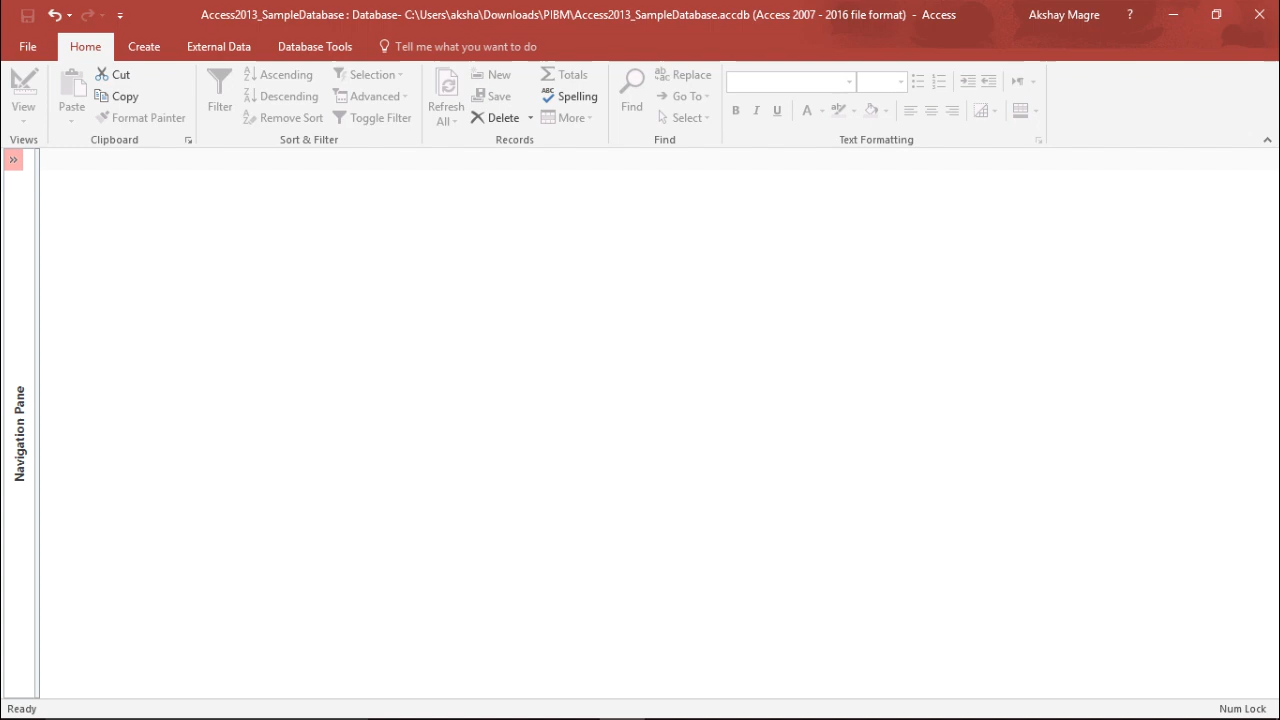 Access2013_SampleDatabase : Database- C:\Users\aksha\Downloads\PIBM\Access2013_SampleDatabase.accdb (Access 2007 - 2016 file format) - Access Akshay Magre ?
File Home Create External Data Database Tools Tell me what you want to do
View
Views
Paste
Cut
Copy
Format Painter
Clipboard
Filter
Ascending
Descending
Remove Sort
Selection
Advanced
Toggle Filter
Sort & Filter
Refresh
All
New
Save
Delete
Totals
Spelling
More
Records
Find
Replace
Go To
Select
Find
B I U A
Text Formatting
Navigation Pane
Ready Num Lock